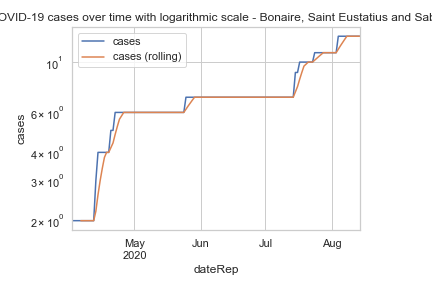 OVID-19 cases over time with logarithmic scale - Bonaire, Saint Eustatius and Sab
cases
cases (rolling)
10¹
6 × 10⁰
4 × 10⁰
3 × 10⁰
2 × 10⁰
cases
May
2020
Jun
Jul
Aug
dateRep